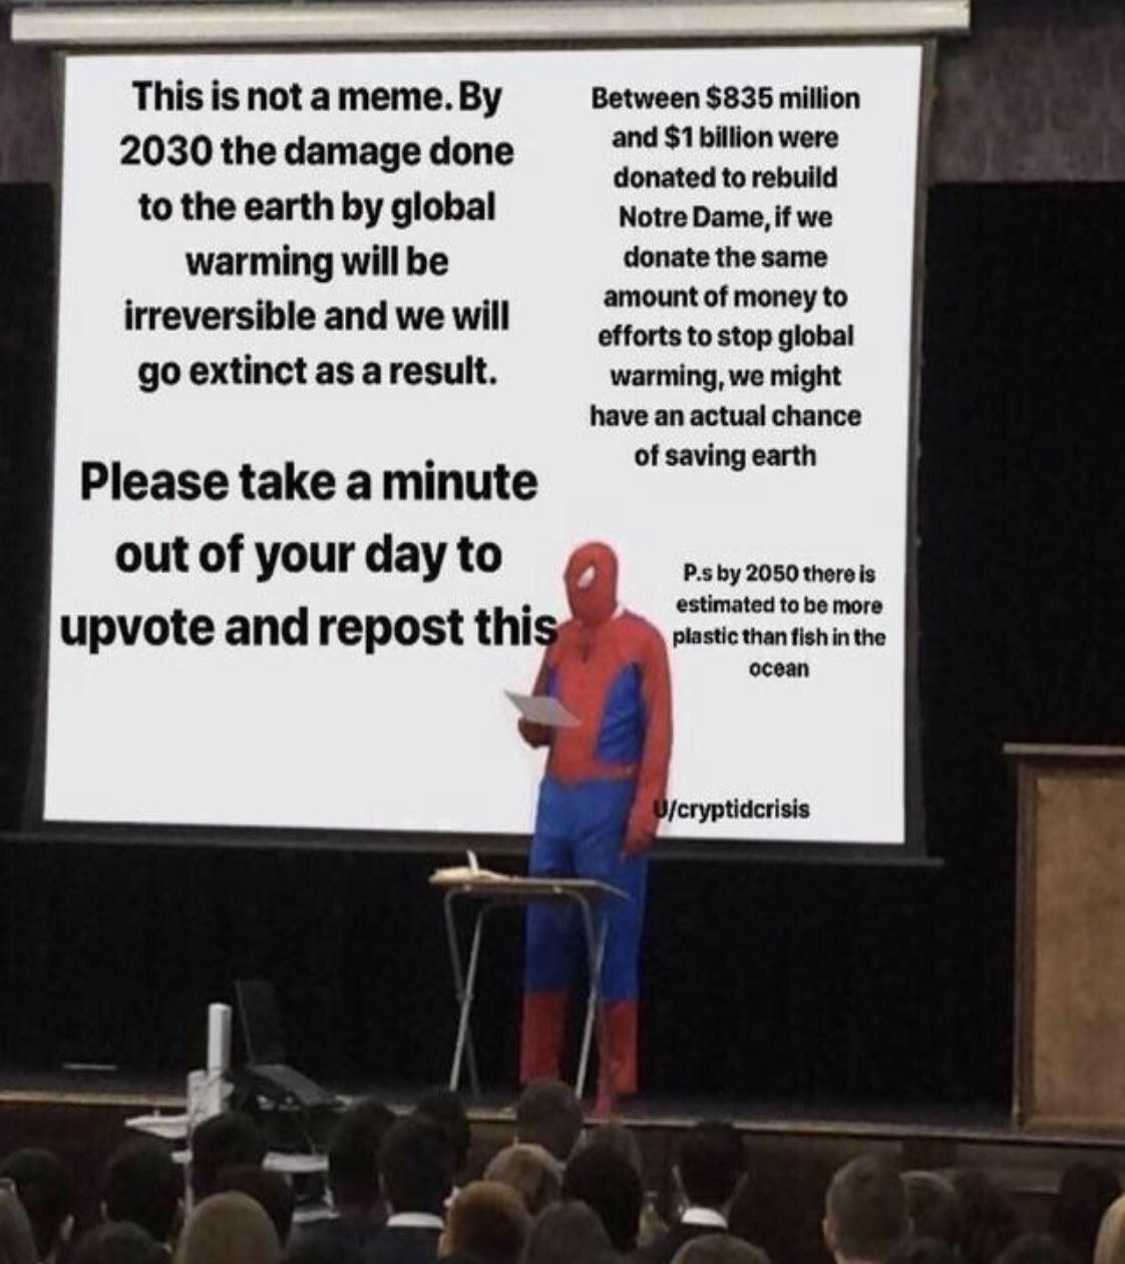 This is not a meme. By
2030 the damage done
to the earth by global
warming will be
irreversible and we will
go extinct as a result.
Please take a minute
out of your day to
upvote and repost this
Between $835 million
and $1 billion were
donated to rebuild
Notre Dame, if we
donate the same
amount of money to
efforts to stop global
warming, we might
have an actual chance
of saving earth
P.s by 2050 there is
estimated to be more
plastic than fish in the
ocean
U/cryptidcrisis